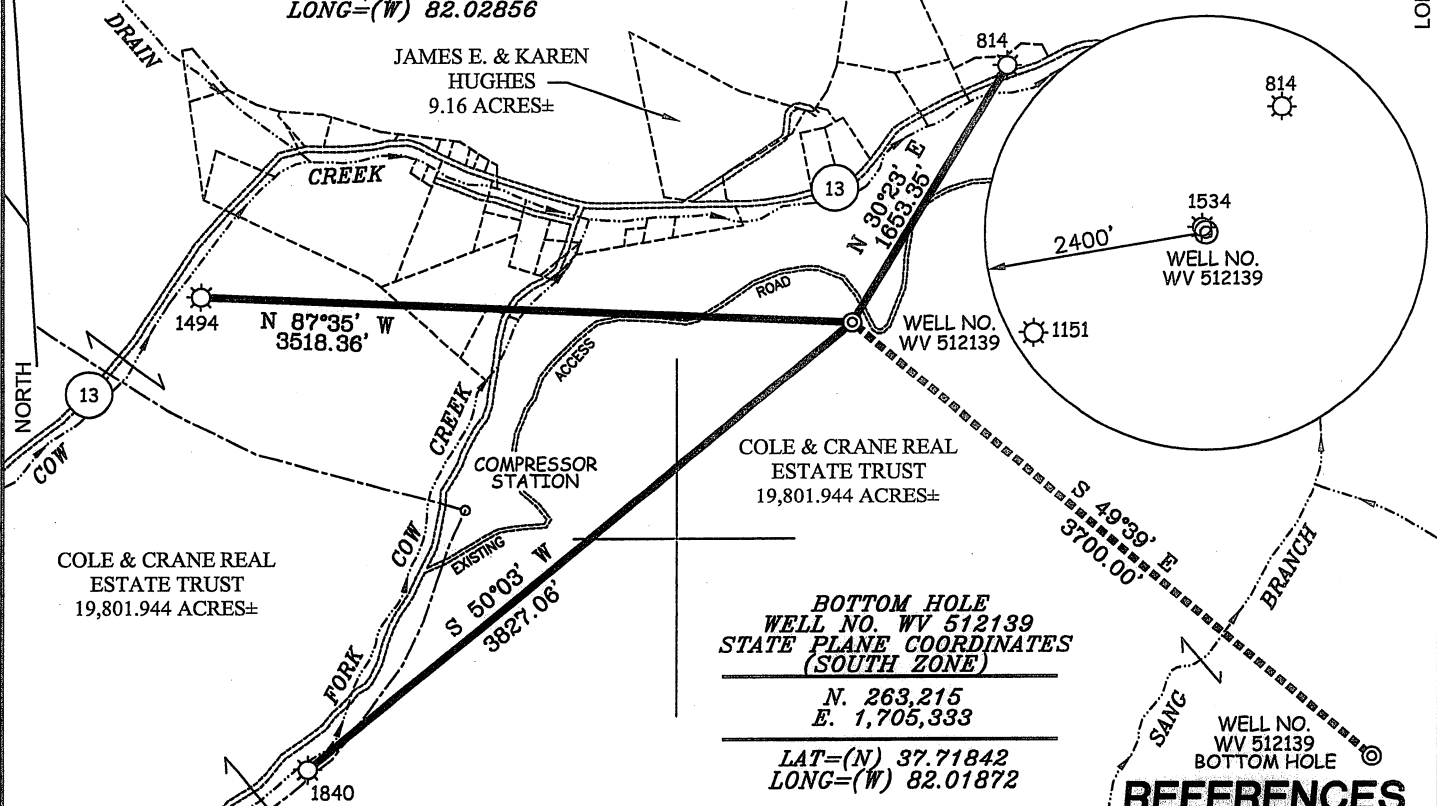 LONG=(W) 82.02856
DRAIN
JAMES E. & KAREN
HUGHES
9.16 ACRES±
814
814
CREEK
13
N 30°23' E
1653.35'
1534
2400'
WELL NO.
WV 512139
ROAD
1494
N 87°35' W
3518.36'
WELL NO.
WV 512139
1151
ACCESS
NORTH
13
COW
CREEK
COMPRESSOR
STATION
COLE & CRANE REAL
ESTATE TRUST
19,801.944 ACRES±
S 49°39' E
3700.00'
COW
EXISTING
COLE & CRANE REAL
ESTATE TRUST
19,801.944 ACRES±
S 50°03' W
3827.06'
BRANCH
BOTTOM HOLE
WELL NO. WV 512139
STATE PLANE COORDINATES
(SOUTH ZONE)
N. 263,215
E. 1,705,333
LAT=(N) 37.71842
LONG=(W) 82.01872
FORK
SANG
WELL NO.
WV 512139
BOTTOM HOLE
1840
REFERENCES